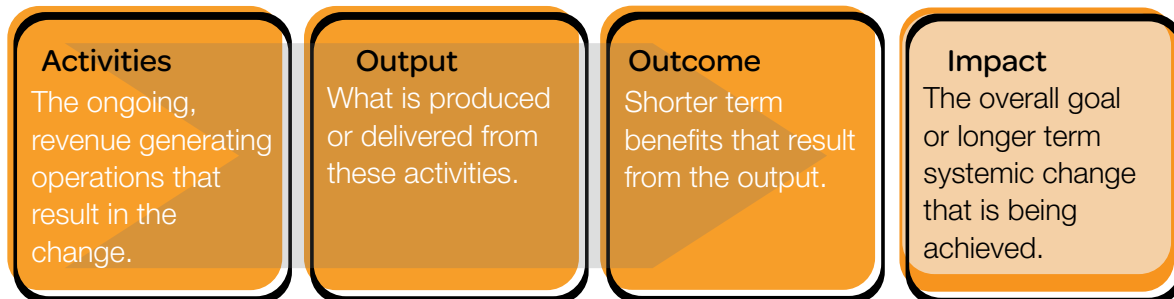 Activities
The ongoing,
revenue generating
operations that
result in the
change.
Output
What is produced
or delivered from
these activities.
Outcome
Shorter term
benefits that result
from the output.
Impact
The overall goal
or longer term
systemic change
that is being
achieved.